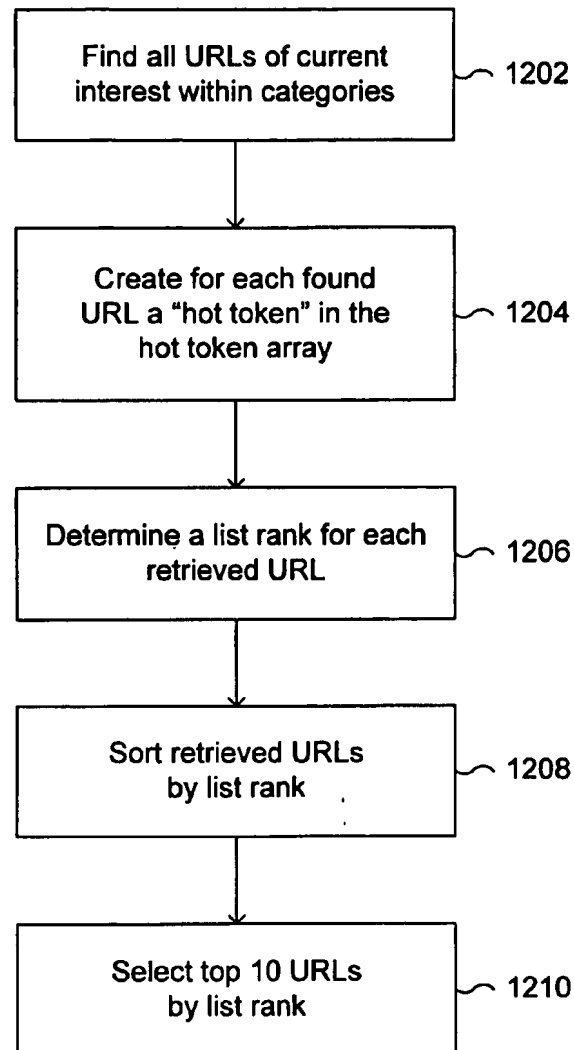 Find all URLs of current
interest within categories
1202
Create for each found
URL a “hot token” in the
hot token array
1204
Determine a list rank for each
retrieved URL
1206
Sort retrieved URLs
by list rank
1208
Select top 10 URLs
by list rank
1210